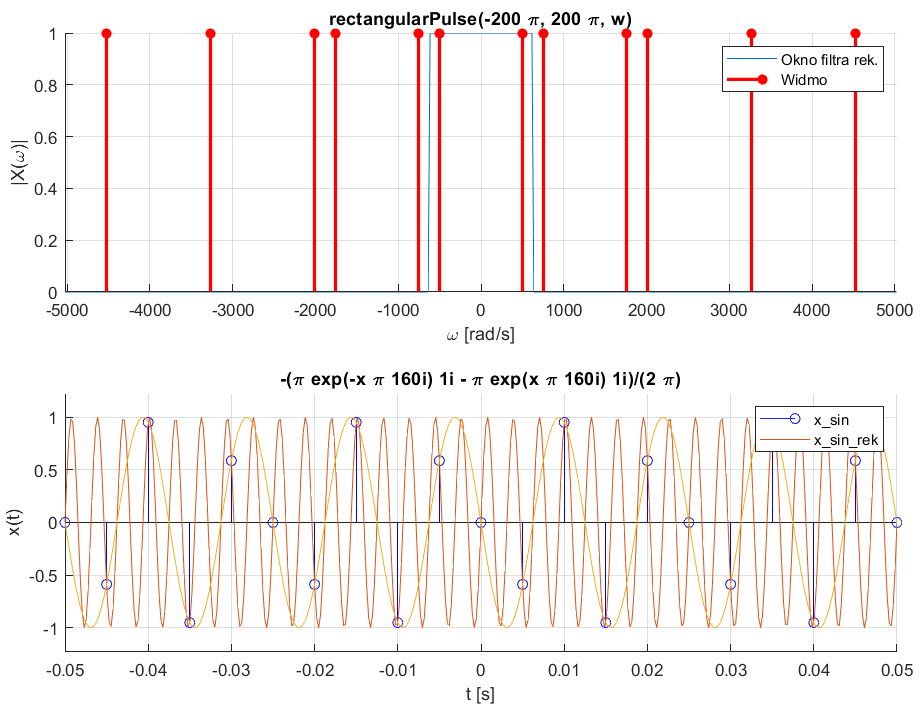 rectangularPulse(-200 π, 200 π, w)
1
0.8
0.6
0.4
0.2
0
|X(ω)|
Okno filtra rek.
Widmo
-5000 -4000 -3000 -2000 -1000 0 1000 2000 3000 4000 5000
ω [rad/s]
-(π exp(-x π 160i) 1i - π exp(x π 160i) 1i)/(2 π)
1
0.5
0
-0.5
-1
x(t)
x_sin
x_sin_rek
-0.05 -0.04 -0.03 -0.02 -0.01 0 0.01 0.02 0.03 0.04 0.05
t [s]